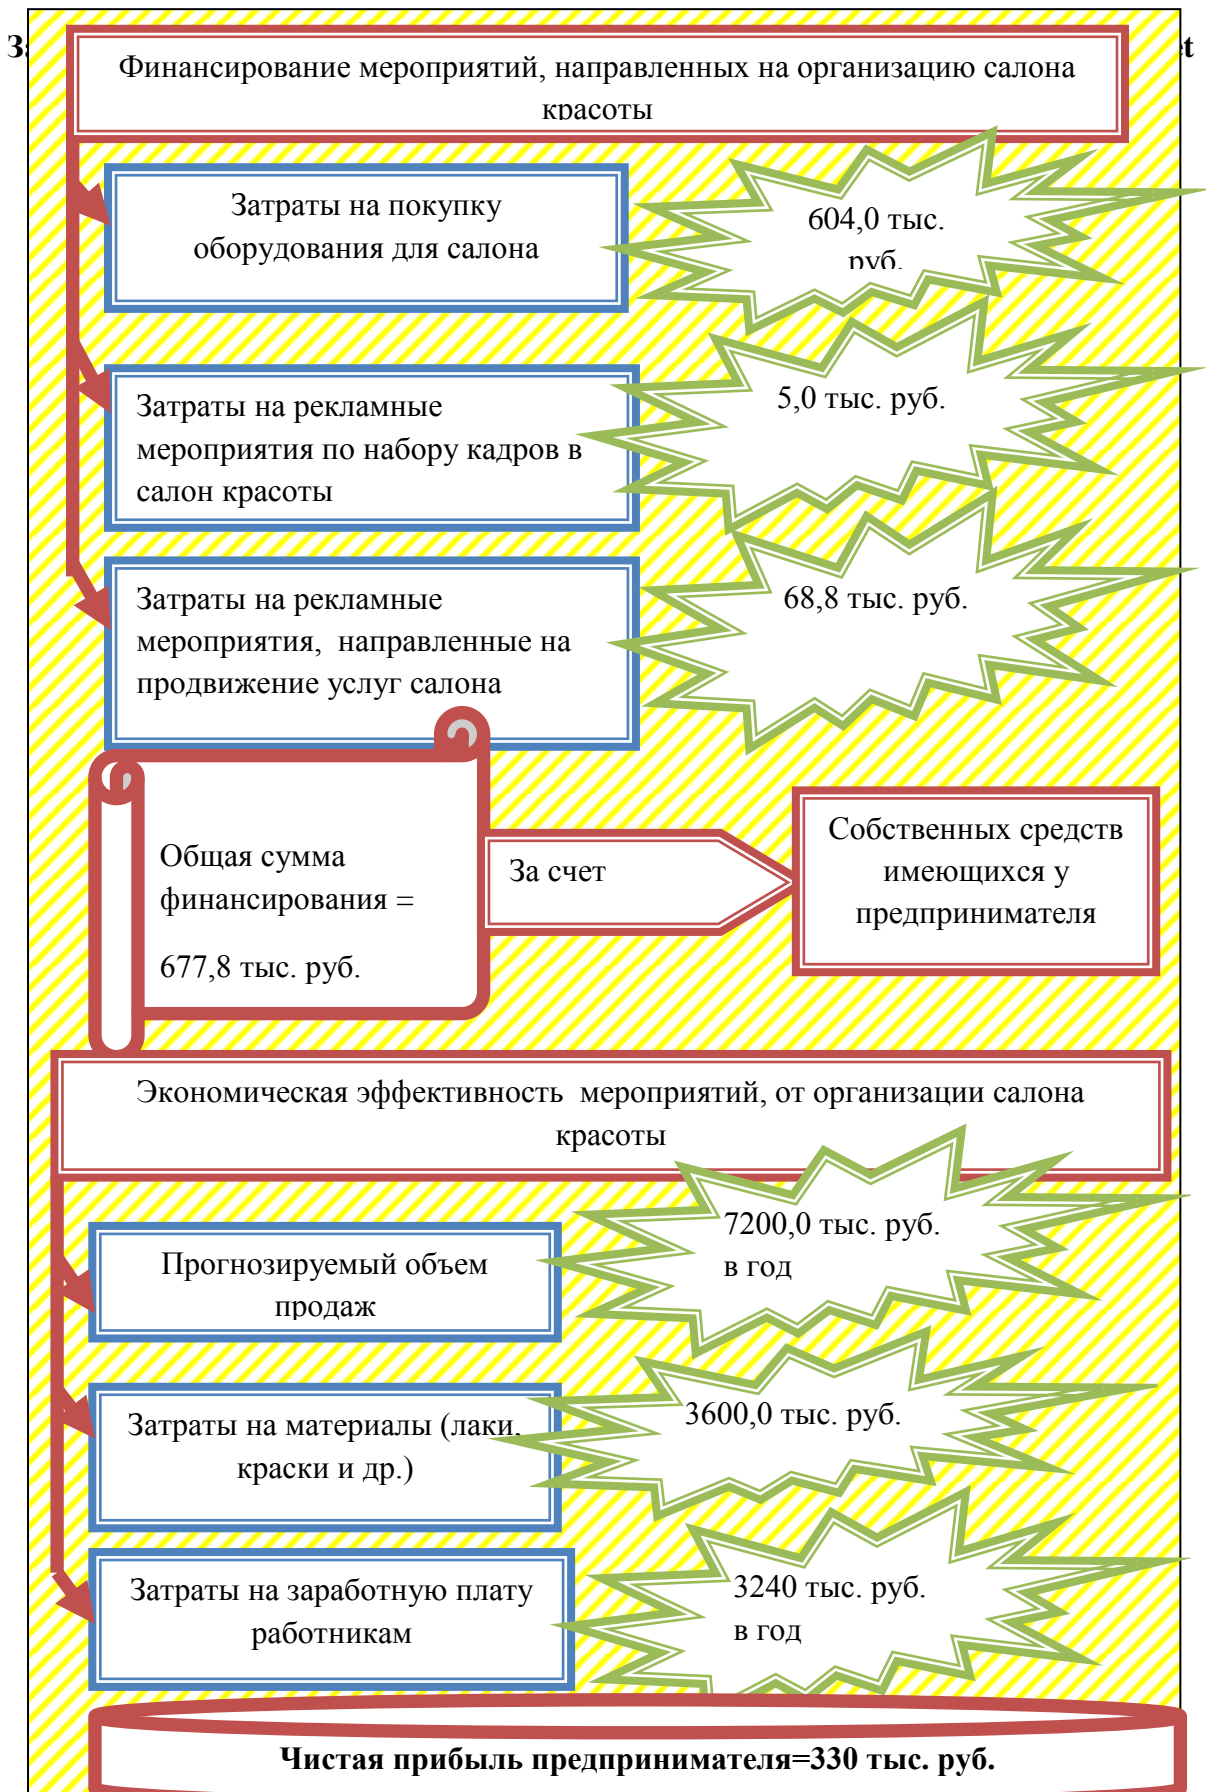 Финансирование мероприятий, направленных на организацию салона
красоты
Затраты на покупку
оборудования для салона
604,0 тыс.
руб.
Затраты на рекламные
мероприятия по набору кадров в
салон красоты
5,0 тыс. руб.
Затраты на рекламные
мероприятия, направленные на
продвижение услуг салона
68,8 тыс. руб.
Общая сумма
финансирования =
677,8 тыс. руб.
За счет
Собственных средств
имеющихся у
предпринимателя
Экономическая эффективность мероприятий, от организации салона
красоты
Прогнозируемый объем
продаж
7200,0 тыс. руб.
в год
Затраты на материалы (лаки,
краски и др.)
3600,0 тыс. руб.
Затраты на заработную плату
работникам
3240 тыс. руб.
в год
Чистая прибыль предпринимателя=330 тыс. руб.